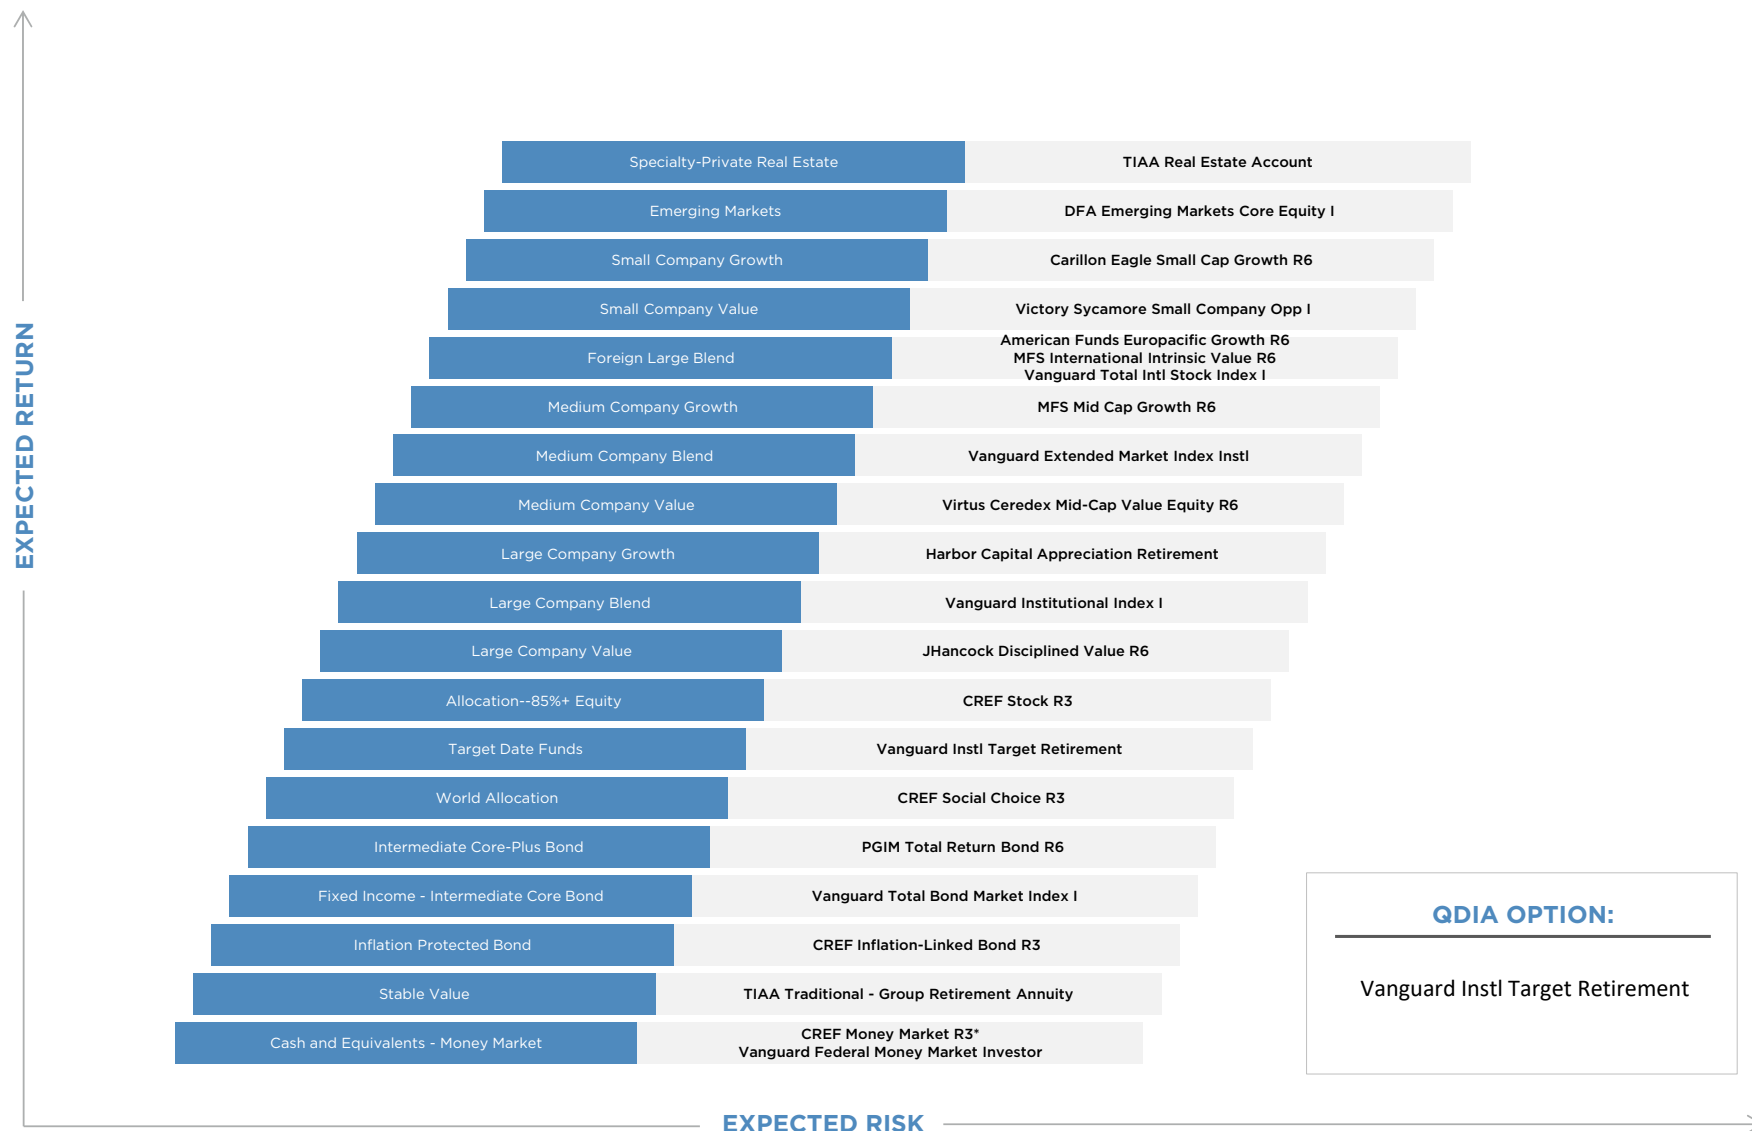 EXPECTED RETURN
Specialty-Private Real Estate
TIAA Real Estate Account
Emerging Markets
DFA Emerging Markets Core Equity I
Small Company Growth
Carillon Eagle Small Cap Growth R6
Small Company Value
Victory Sycamore Small Company Opp I
Foreign Large Blend
American Funds Europacific Growth R6
MFS International Intrinsic Value R6
Vanguard Total Intl Stock Index I
Medium Company Growth
MFS Mid Cap Growth R6
Medium Company Blend
Vanguard Extended Market Index Instl
Medium Company Value
Virtus Ceredex Mid-Cap Value Equity R6
Large Company Growth
Harbor Capital Appreciation Retirement
Large Company Blend
Vanguard Institutional Index I
Large Company Value
JHancock Disciplined Value R6
Allocation--85%+ Equity
CREF Stock R3
Target Date Funds
Vanguard Instl Target Retirement
World Allocation
CREF Social Choice R3
Intermediate Core-Plus Bond
PGIM Total Return Bond R6
Fixed Income - Intermediate Core Bond
Vanguard Total Bond Market Index I
Inflation Protected Bond
CREF Inflation-Linked Bond R3
Stable Value
TIAA Traditional - Group Retirement Annuity
Cash and Equivalents - Money Market
CREF Money Market R3*
Vanguard Federal Money Market Investor
QDIA OPTION:
Vanguard Instl Target Retirement
EXPECTED RISK